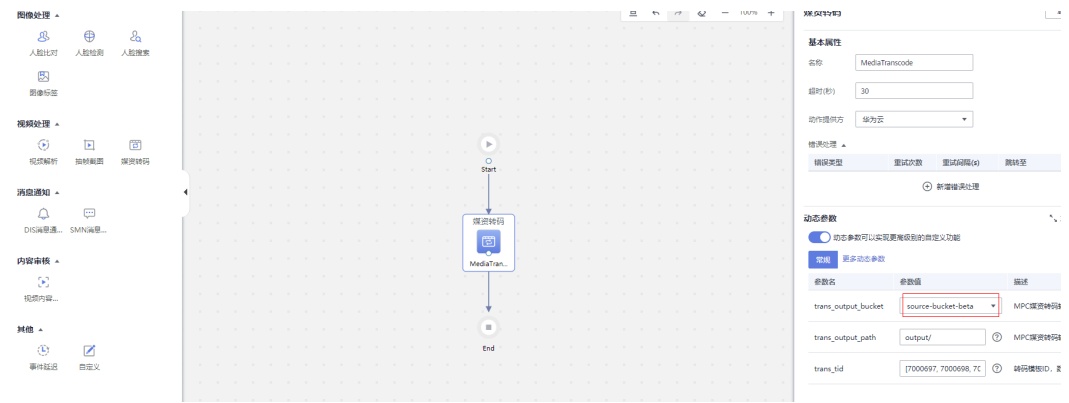 图像处理
人脸比对 人脸检测 人脸搜索
图像标签
视频处理
视频解析 抽帧截图 媒资转码
消息通知
DIS消息通... SMN消息...
内容审核
视频内容...
其他
事件延迟 自定义
100%
Start
媒资转码
MediaTran...
End
媒资转码
基本属性
名称 MediaTranscode
超时(秒) 30
动作提供方 华为云
错误处理
错误类型 重试次数 重试间隔(s) 跳转至
新增错误处理
动态参数
动态参数可以实现更高级别的自定义功能
常规 更多动态参数
参数名 参数值 描述
trans_output_bucket source-bucket-beta MPC媒资转码
trans_output_path output/ MPC媒资转码
trans_tid [7000697, 7000698, 70 转码模板ID，